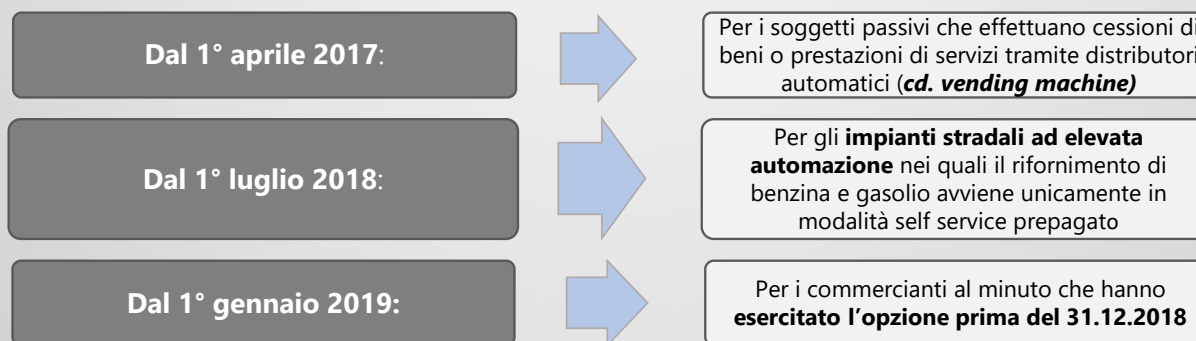 Dal 1° aprile 2017:
Per i soggetti passivi che effettuano cessioni di
beni o prestazioni di servizi tramite distributori
automatici (cd. vending machine)
Dal 1° luglio 2018:
Per gli impianti stradali ad elevata
automazione nei quali il rifornimento di
benzina e gasolio avviene unicamente in
modalità self service prepagato
Dal 1° gennaio 2019:
Per i commercianti al minuto che hanno
esercitato l’opzione prima del 31.12.2018